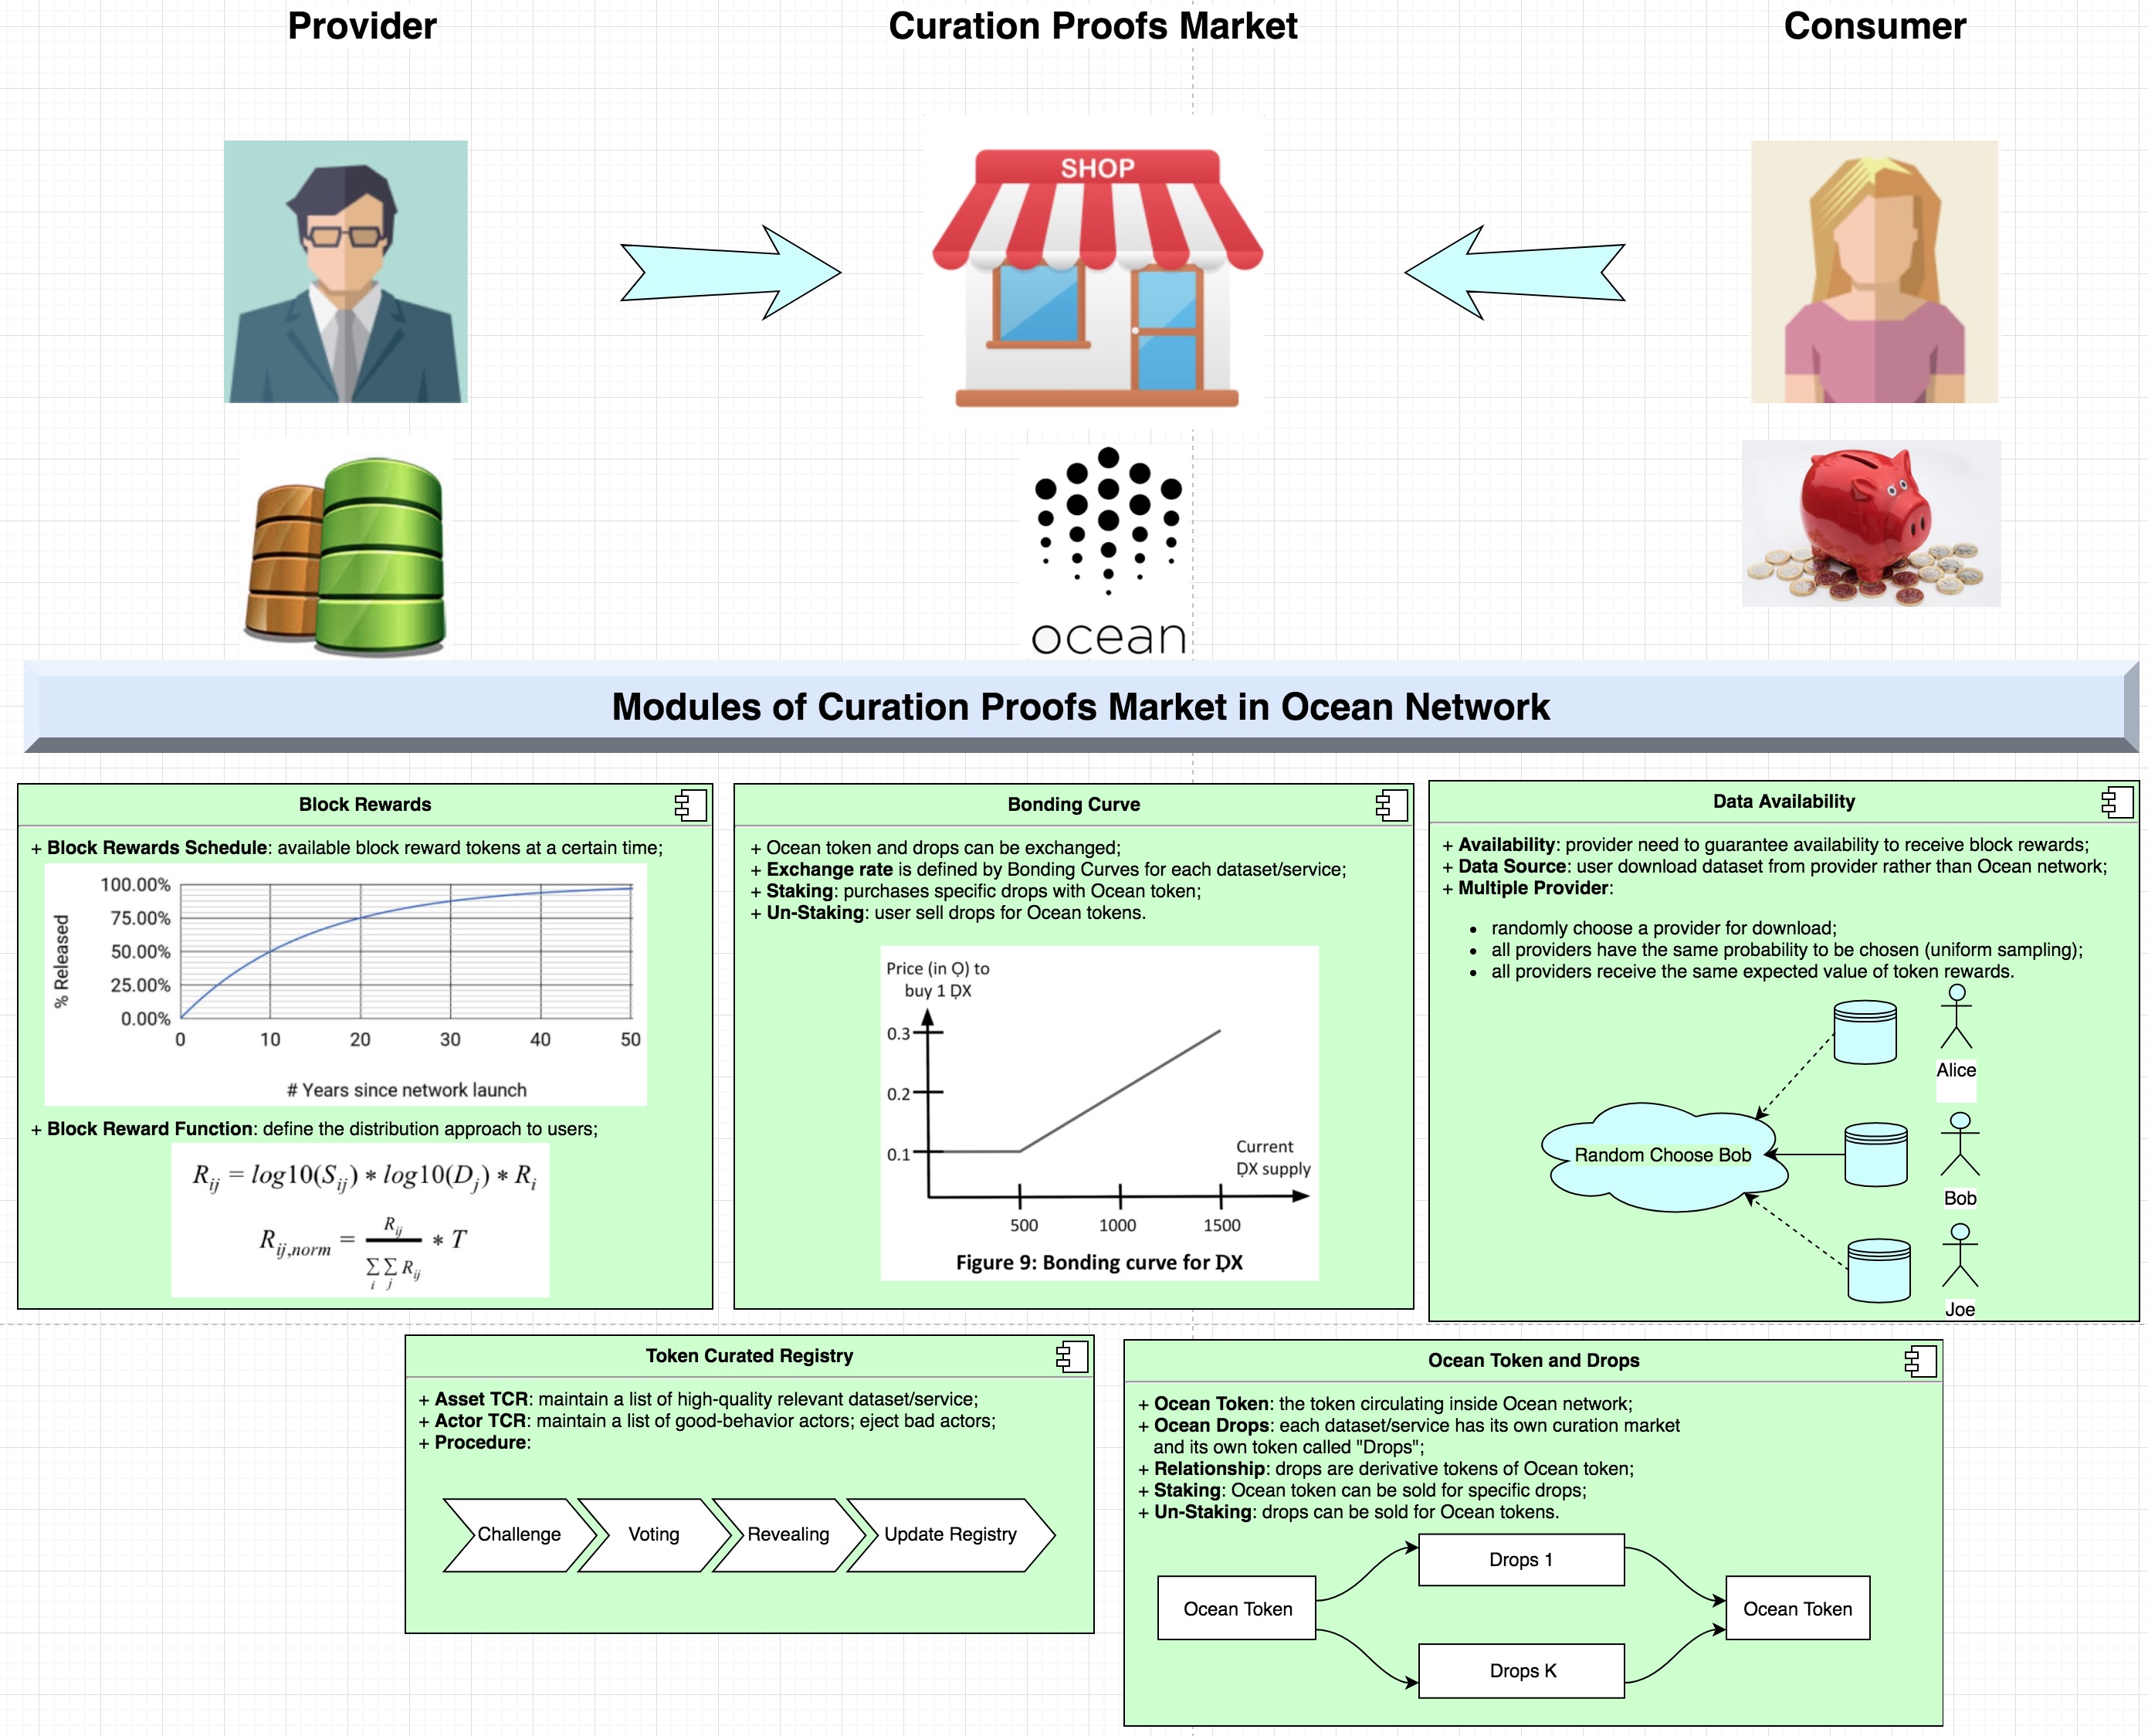 Provider
Curation Proofs Market
Consumer
SHOP
ocean
Modules of Curation Proofs Market in Ocean Network
Block Rewards
+ Block Rewards Schedule: available block reward tokens at a certain time;
100.00%
75.00%
50.00%
25.00%
0.00%
% Released
0 10 20 30 40 50
# Years since network launch
+ Block Reward Function: define the distribution approach to users;
R_ij = log10(S_ij) * log10(D_j) * R_i
R_ij,norm = R_ij / ∑_i ∑_j R_ij * T
Bonding Curve
+ Ocean token and drops can be exchanged;
+ Exchange rate is defined by Bonding Curves for each dataset/service;
+ Staking: purchases specific drops with Ocean token;
+ Un-Staking: user sell drops for Ocean tokens.
Price (in Ọ) to
buy 1 ḌX
0.3
0.2
0.1
Current
ḌX supply
500 1000 1500
Figure 9: Bonding curve for ḌX
Data Availability
+ Availability: provider need to guarantee availability to receive block rewards;
+ Data Source: user download dataset from provider rather than Ocean network;
+ Multiple Provider:
• randomly choose a provider for download;
• all providers have the same probability to be chosen (uniform sampling);
• all providers receive the same expected value of token rewards.
Alice
Random Choose Bob
Bob
Joe
Token Curated Registry
+ Asset TCR: maintain a list of high-quality relevant dataset/service;
+ Actor TCR: maintain a list of good-behavior actors; eject bad actors;
+ Procedure:
Challenge
Voting
Revealing
Update Registry
Ocean Token and Drops
+ Ocean Token: the token circulating inside Ocean network;
+ Ocean Drops: each dataset/service has its own curation market
and its own token called "Drops";
+ Relationship: drops are derivative tokens of Ocean token;
+ Staking: Ocean token can be sold for specific drops;
+ Un-Staking: drops can be sold for Ocean tokens.
Drops 1
Ocean Token
Ocean Token
Drops K